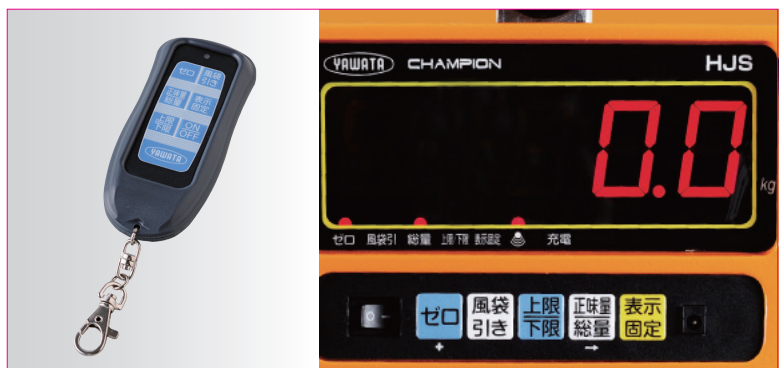 ゼロ 風袋引き
正味量総量 表示固定
上限下限 ON OFF
YAWATA
YAWATA CHAMPION HJS
0.0
kg
ゼロ 風袋引 総量 上限/下限 表示固定 充電
ゼロ 風袋引き 上限下限 正味量総量 表示固定
+ →